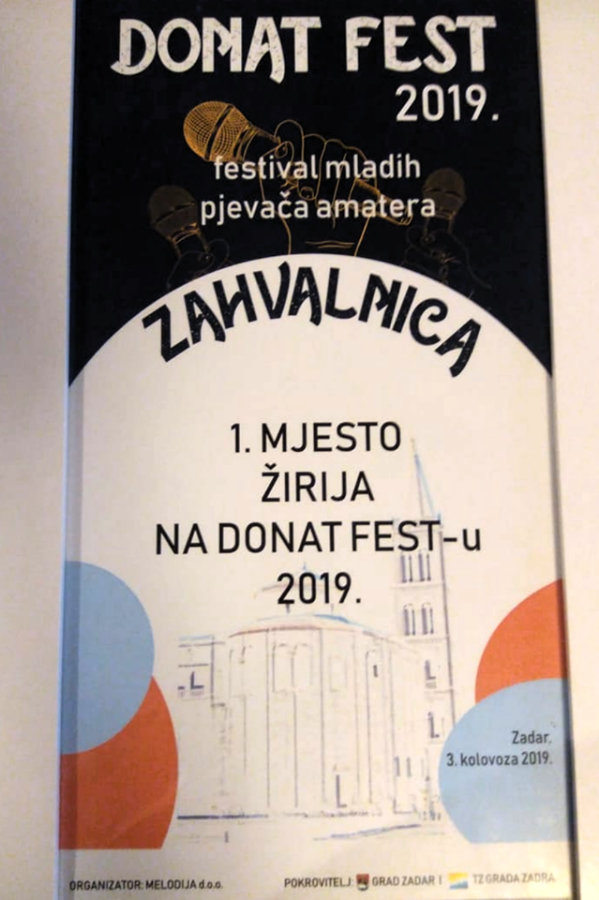 DONAT FEST
2019.
festival mladih
pjevača amatera
ZAHVALNICA
1. MJESTO
ŽIRIJA
NA DONAT FEST-u
2019.
Zadar,
3. kolovoza 2019.
ORGANIZATOR: MELODIJA d.o.o. POKROVITELJ: GRAD ZADAR I TZ GRADA ZADRA